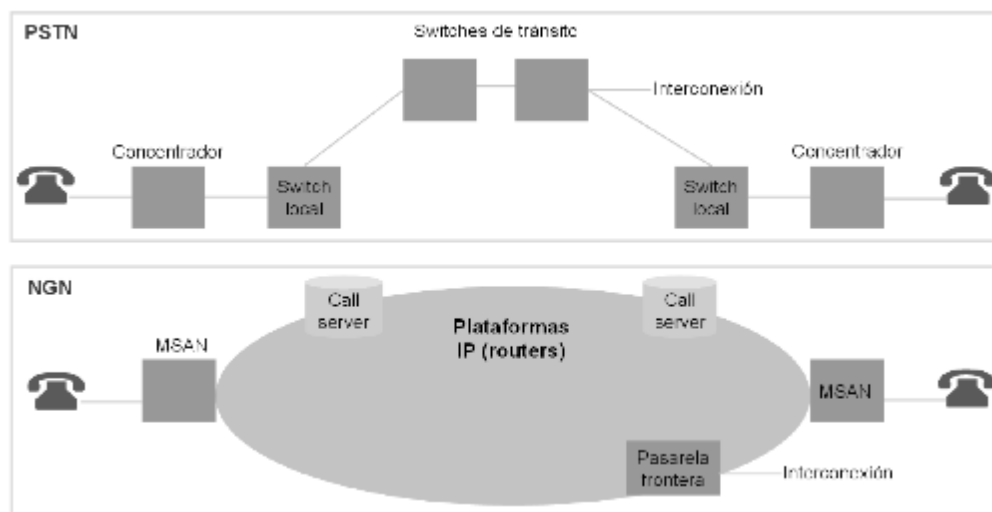 PSTN
Switches de tránsito
Interconexión
Concentrador
Concentrador
Switch
local
Switch
local
NGN
Call
server
Call
server
Plataformas
IP (routers)
MSAN
MSAN
Pasarela
frontera
Interconexión